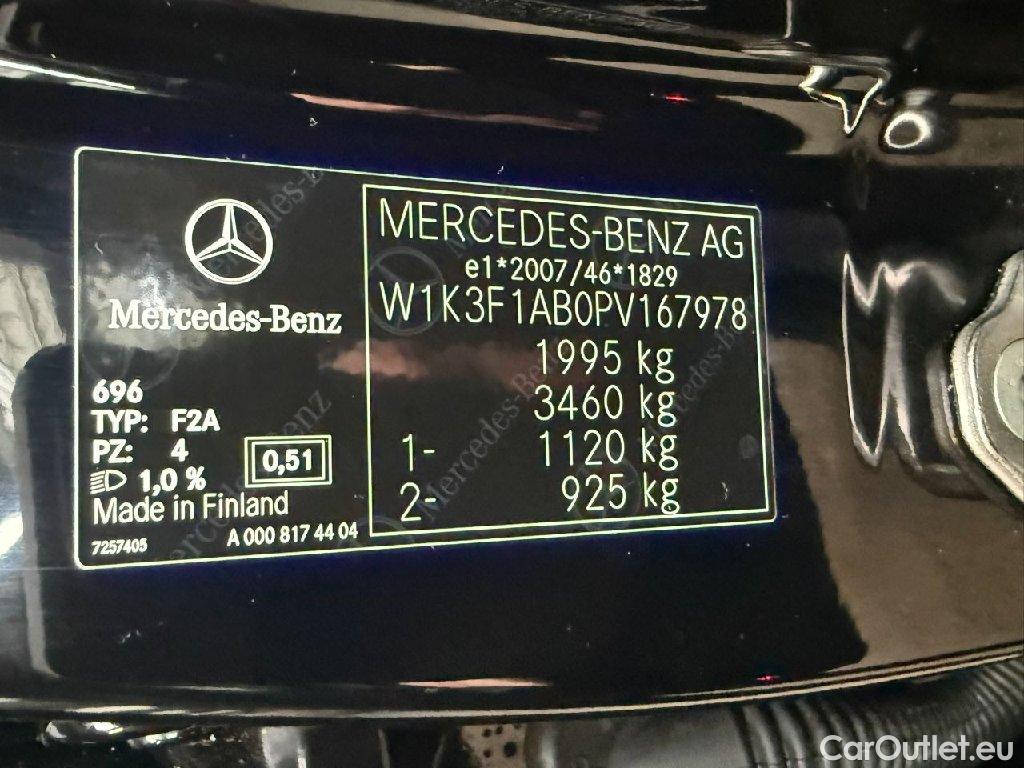 Mercedes-Benz
696
TYP: F2A
PZ: 4
1,0 %
0,51
Made in Finland
7257405
A 000 817 44 04
MERCEDES-BENZ AG
e1*2007/46*1829
W1K3F1AB0PV167978
1995 kg
3460 kg
1- 1120 kg
2- 925 kg
CarOutlet.eu